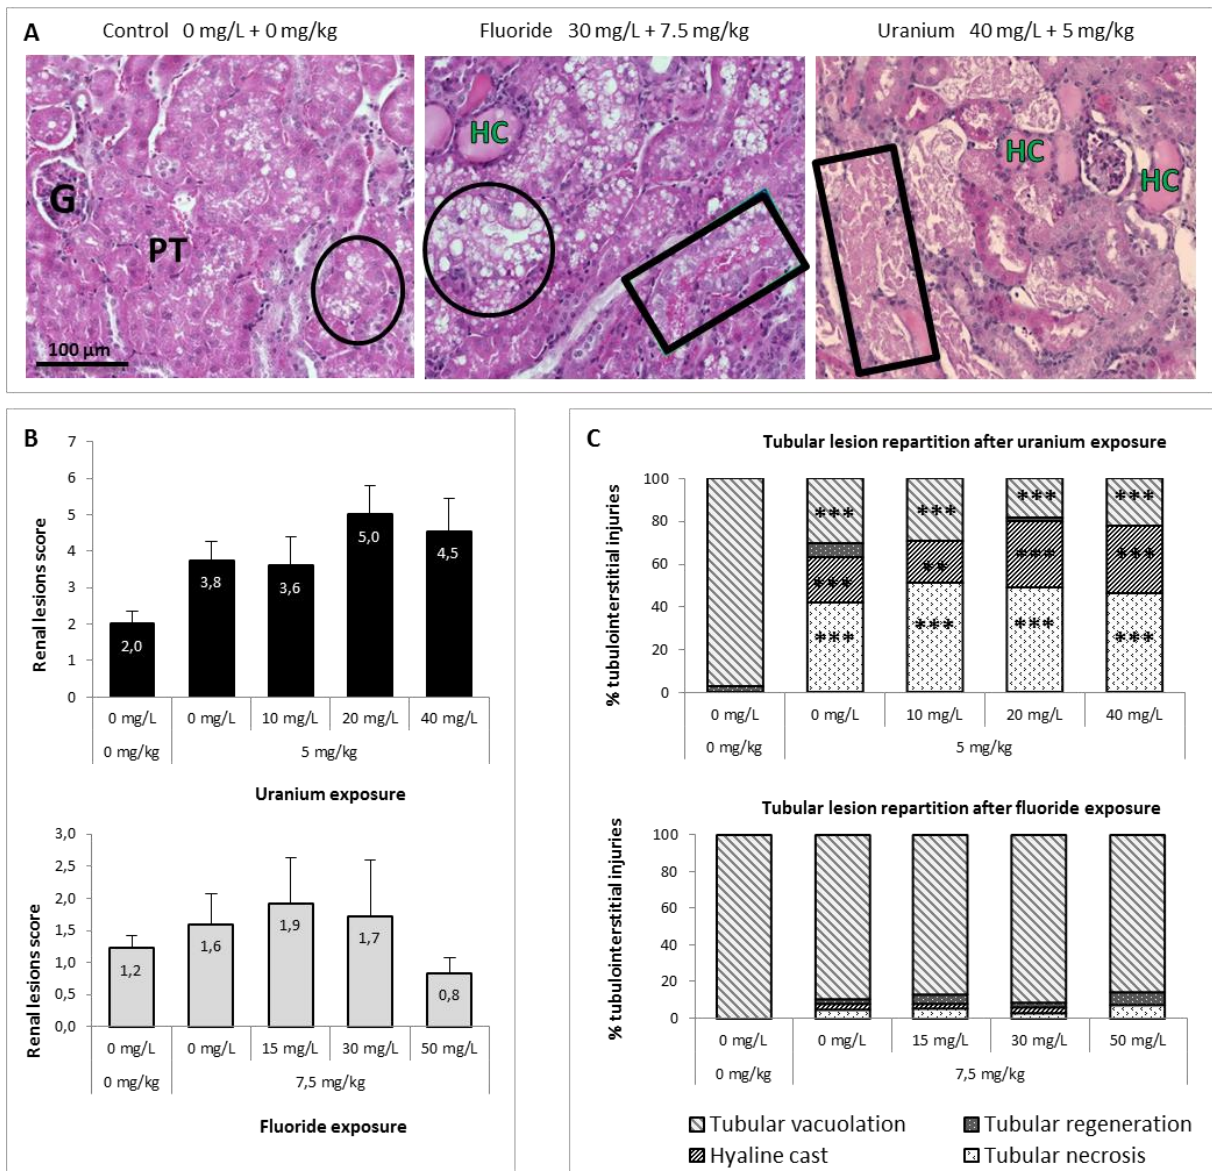 A
Control 0 mg/L + 0 mg/kg
Fluoride 30 mg/L + 7.5 mg/kg
Uranium 40 mg/L + 5 mg/kg
G
PT
100 µm
HC
HC
HC
B
Renal lesions score
7
6
5
4
3
2
1
0
2,0
3,8
3,6
5,0
4,5
0 mg/L 0 mg/L 10 mg/L 20 mg/L 40 mg/L
0 mg/kg 5 mg/kg
Uranium exposure
Renal lesions score
3,0
2,5
2,0
1,5
1,0
0,5
0,0
1,2
1,6
1,9
1,7
0,8
0 mg/L 0 mg/L 15 mg/L 30 mg/L 50 mg/L
0 mg/kg 7,5 mg/kg
Fluoride exposure
C
Tubular lesion repartition after uranium exposure
% tubulointerstitial injuries
100
80
60
40
20
0
*** *** *** ***
*** ** *** ***
*** *** *** ***
0 mg/L 0 mg/L 10 mg/L 20 mg/L 40 mg/L
0 mg/kg 5 mg/kg
Tubular lesion repartition after fluoride exposure
% tubulointerstitial injuries
100
80
60
40
20
0
0 mg/L 0 mg/L 15 mg/L 30 mg/L 50 mg/L
0 mg/kg 7,5 mg/kg
Tubular vacuolation Tubular regeneration
Hyaline cast Tubular necrosis